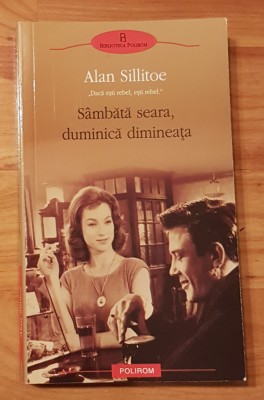 B
BIBLIOTECA POLIROM
Alan Sillitoe
„Dacă ești rebel, ești rebel.”
Sâmbătă seara,
duminică dimineața
POLIROM